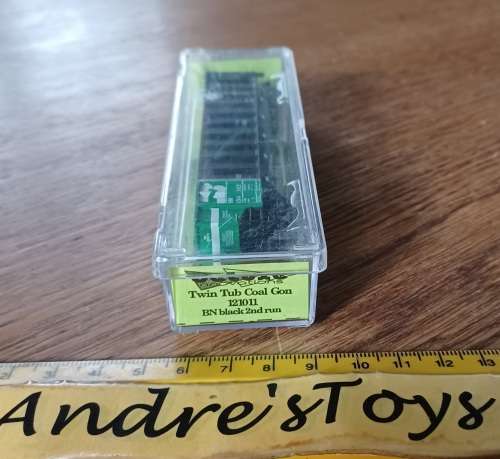 Twin Tub Coal Gon
121011
BN black 2nd run
6 7 8 9 10 11 12 13
Andre'sToys